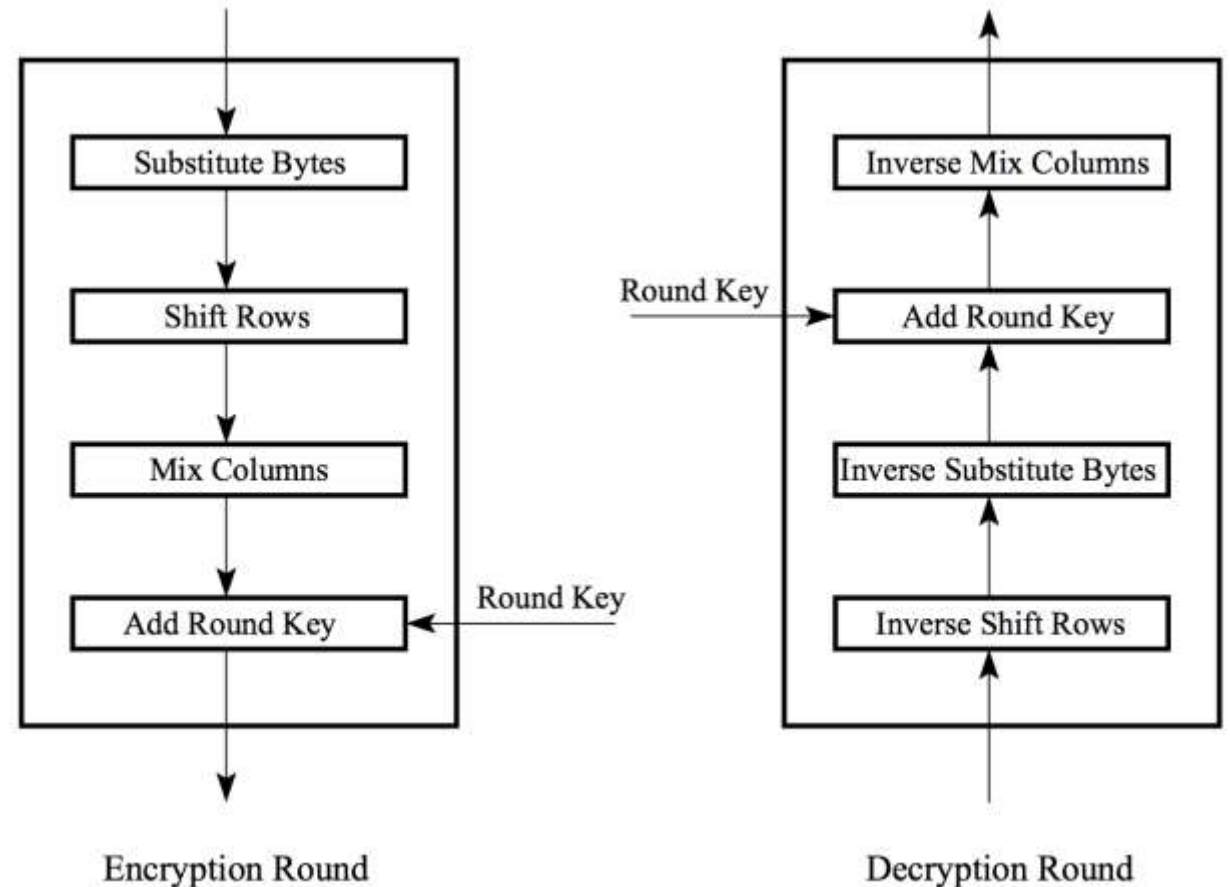 Substitute Bytes
Shift Rows
Mix Columns
Add Round Key
Round Key
Encryption Round
Inverse Mix Columns
Round Key
Add Round Key
Inverse Substitute Bytes
Inverse Shift Rows
Decryption Round